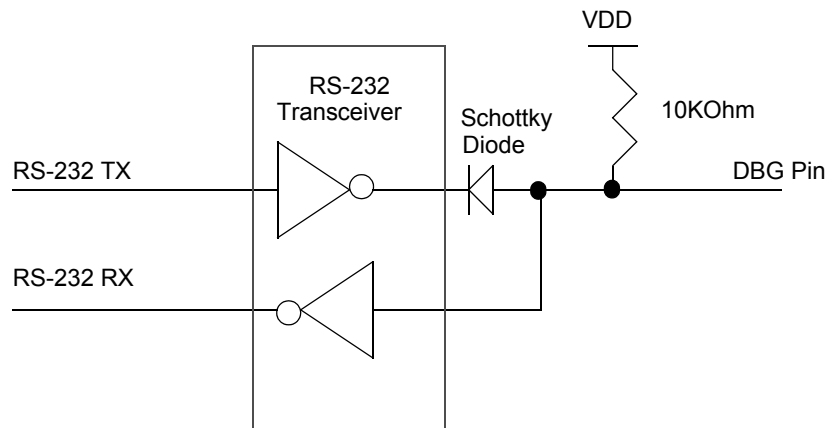 VDD
RS-232
Transceiver
Schottky
Diode
10KOhm
RS-232 TX
DBG Pin
RS-232 RX